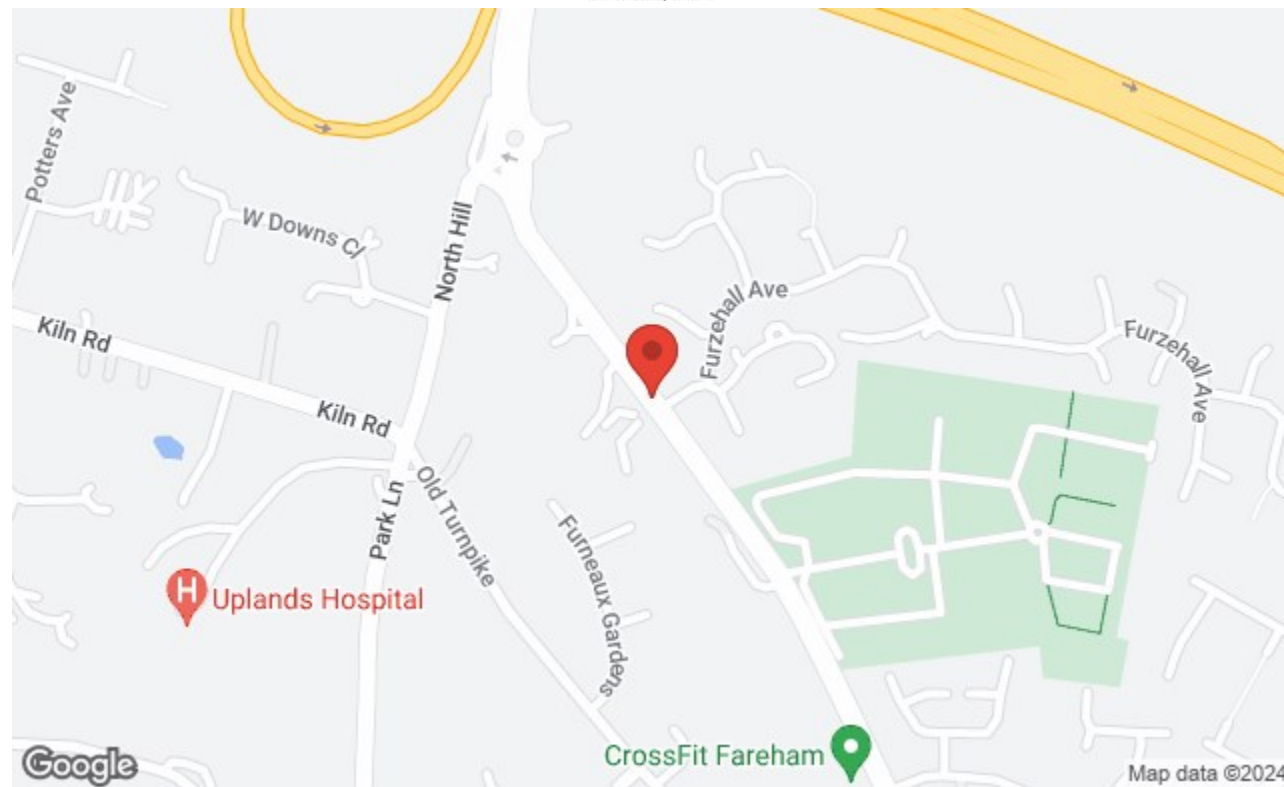 Potters Ave
W Downs Cl
North Hill
Furzehall Ave
Kiln Rd
Furzehall Ave
Kiln Rd
Old Turnpike
Park Ln
Furneaux Gardens
H
Uplands Hospital
CrossFit Fareham
Google
Map data ©2024